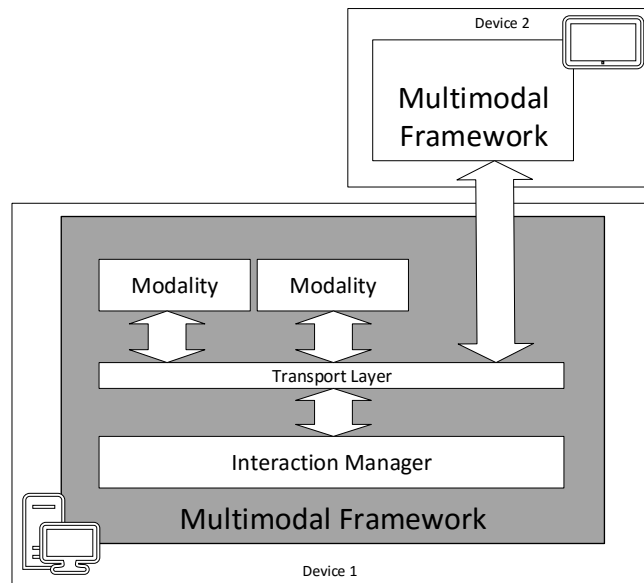 Device 2
Multimodal
Framework
Modality
Modality
Transport Layer
Interaction Manager
Multimodal Framework
Device 1